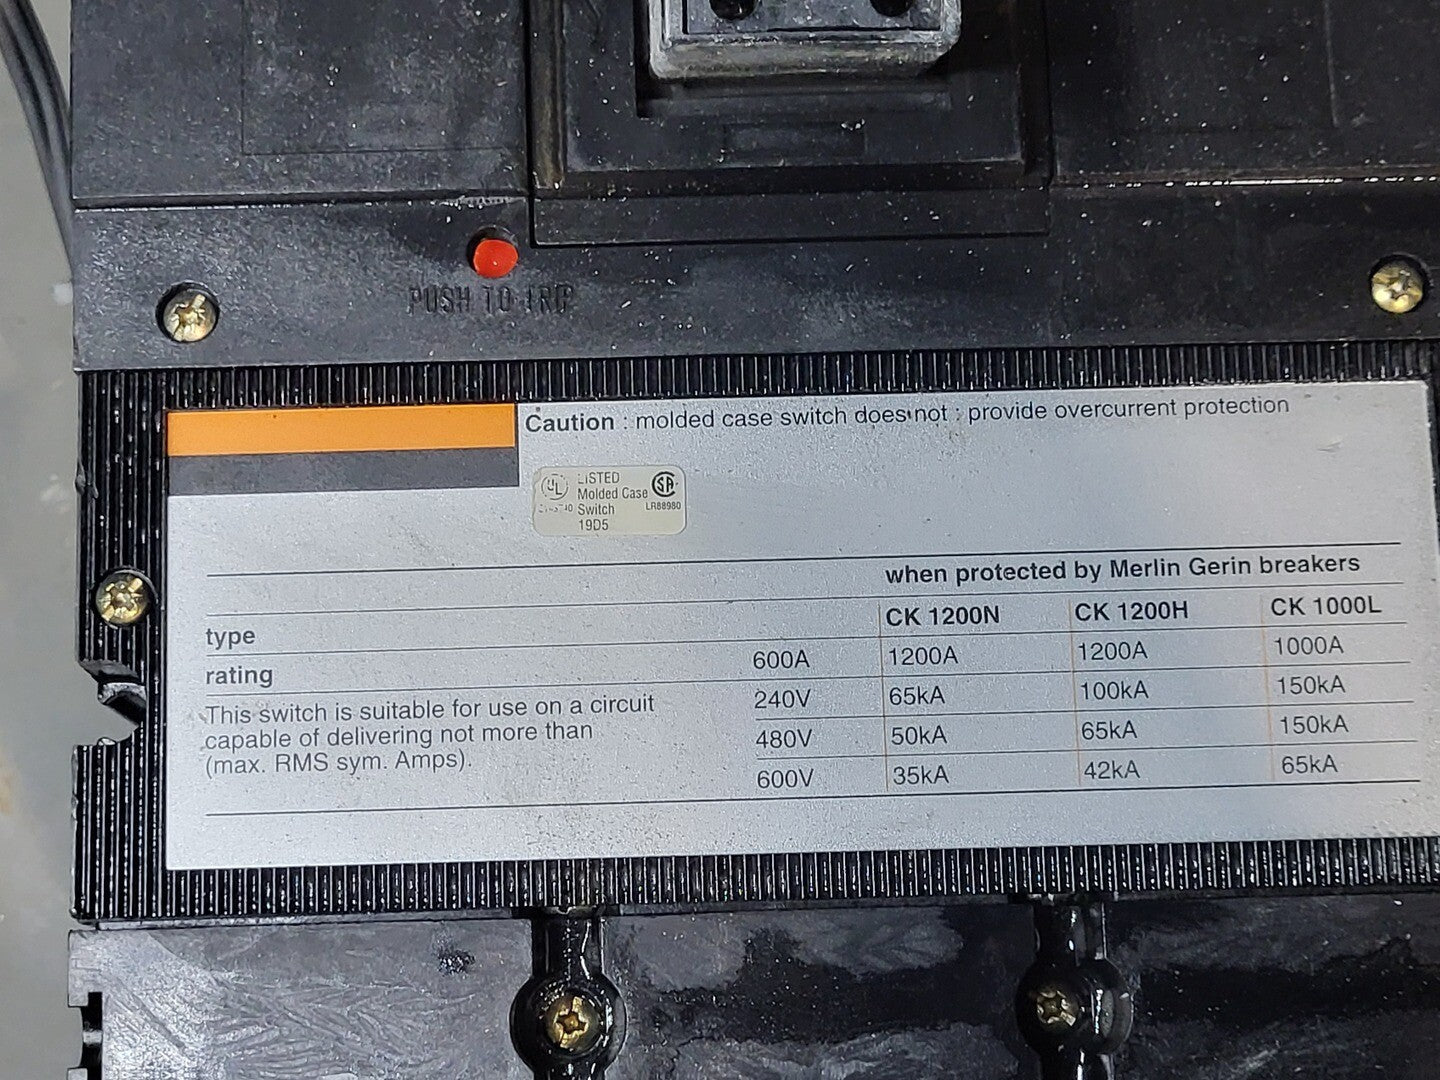 PUSH TO TRIP
Caution : molded case switch does not : provide overcurrent protection
UL LISTED SA
Molded Case
Switch LR88980
19D5
when protected by Merlin Gerin breakers
type CK 1200N CK 1200H CK 1000L
rating 600A 1200A 1200A 1000A
This switch is suitable for use on a circuit 240V 65kA 100kA 150kA
capable of delivering not more than 480V 50kA 65kA 150kA
(max. RMS sym. Amps). 600V 35kA 42kA 65kA